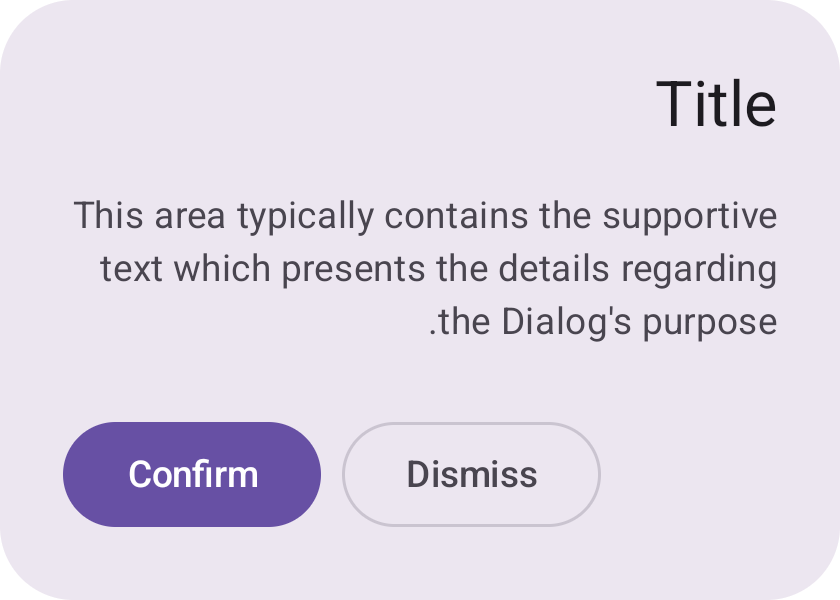 Title
This area typically contains the supportive
text which presents the details regarding
.the Dialog's purpose
Confirm
Dismiss